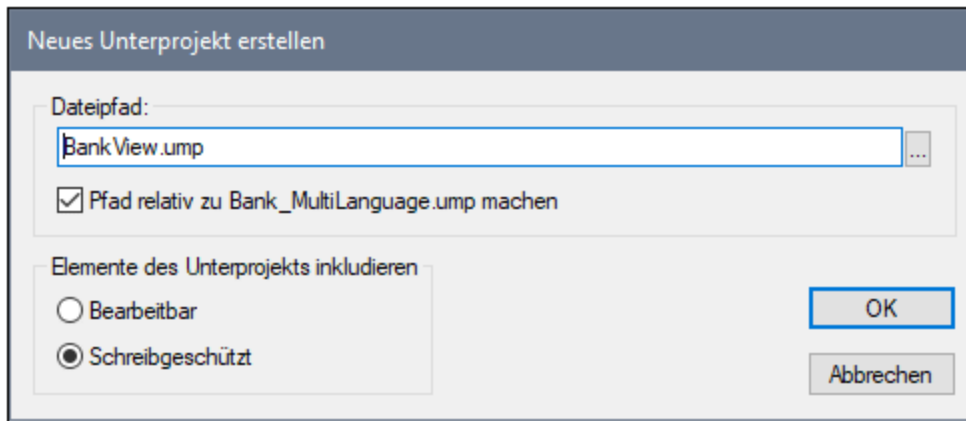 Neues Unterprojekt erstellen
Dateipfad:
BankView.ump
...
Pfad relativ zu Bank_MultiLanguage.ump machen
Elemente des Unterprojekts inkludieren
Bearbeitbar
OK
Schreibgeschützt
Abbrechen